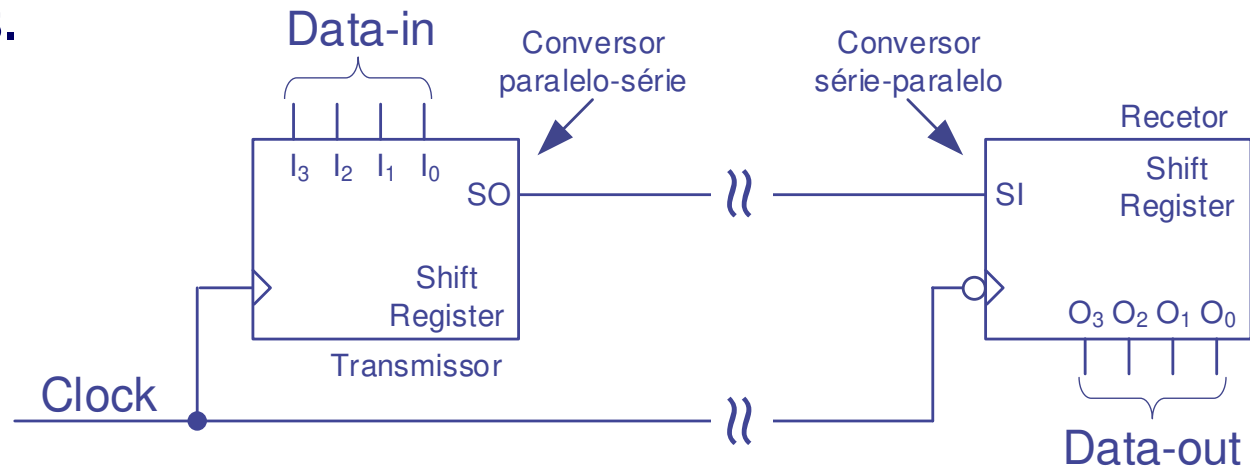 Data-in
Conversor
paralelo-série
Conversor
série-paralelo
Recetor
I₃ I₂ I₁ I₀
SO
Shift
Register
Transmissor
SI
Shift
Register
O₃ O₂ O₁ O₀
Clock
Data-out